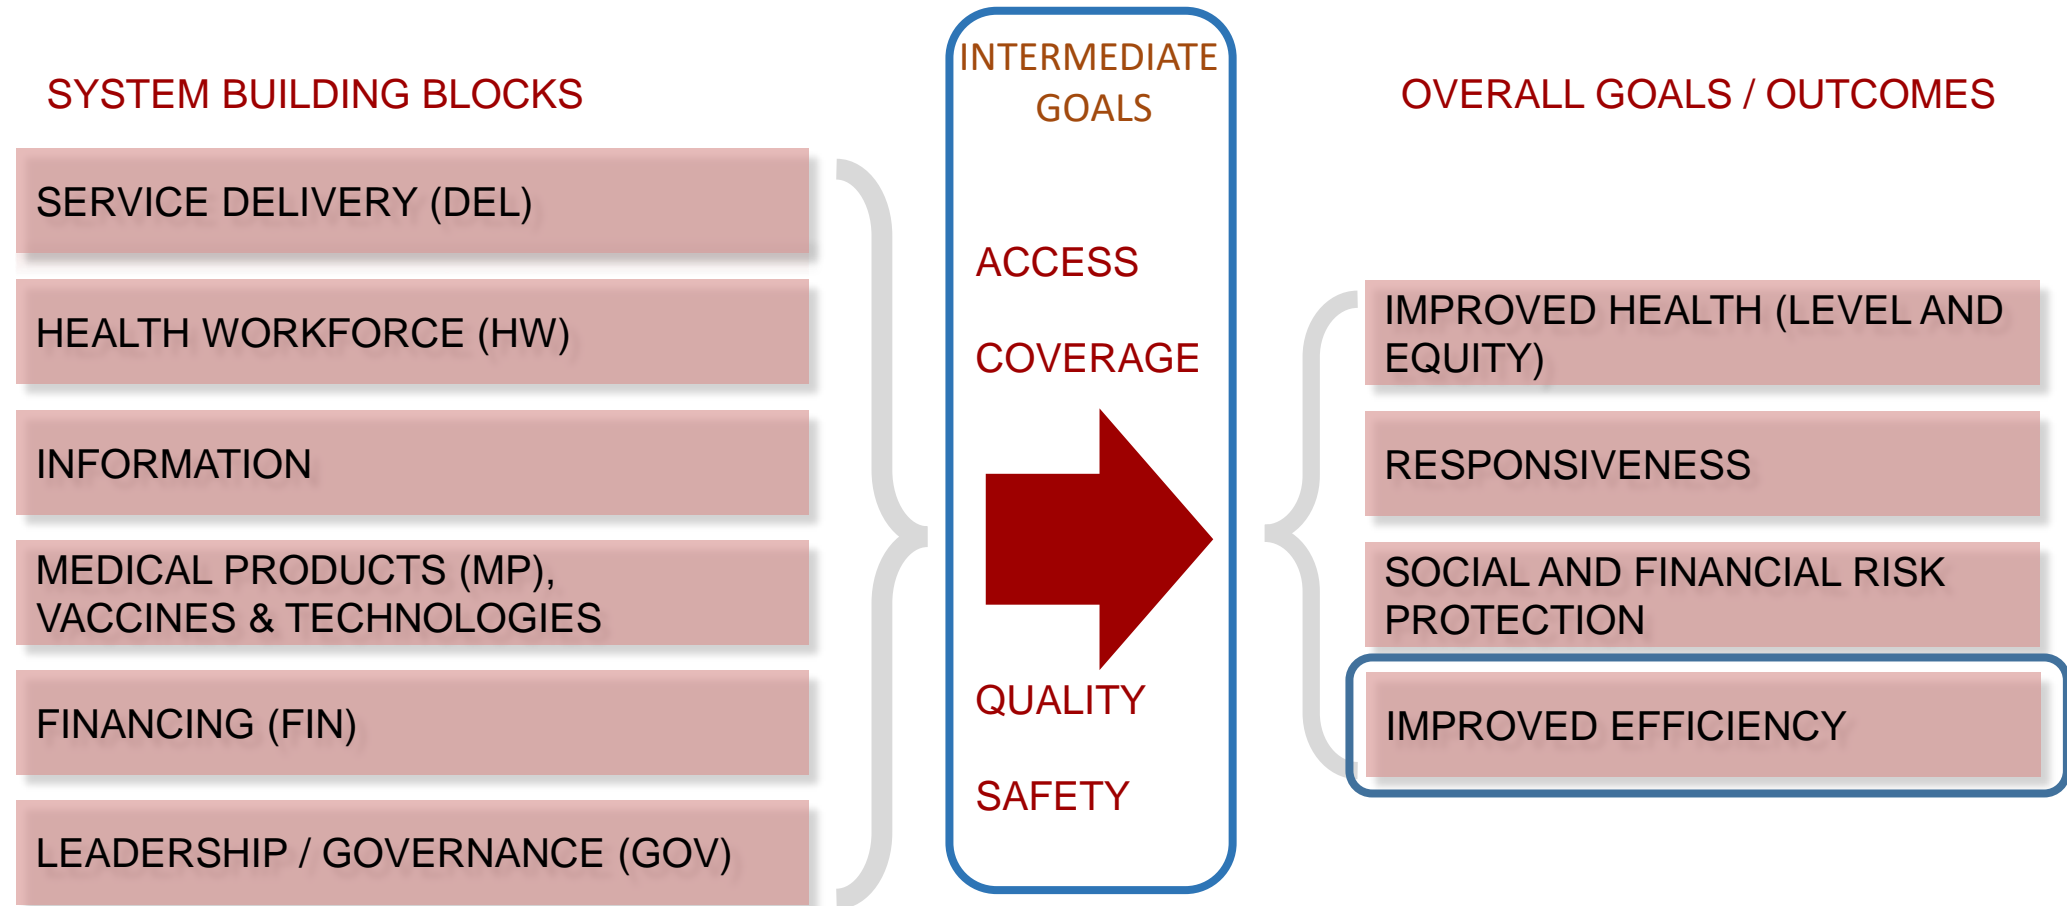 SYSTEM BUILDING BLOCKS
SERVICE DELIVERY (DEL)
HEALTH WORKFORCE (HW)
INFORMATION
MEDICAL PRODUCTS (MP),
VACCINES & TECHNOLOGIES
FINANCING (FIN)
LEADERSHIP / GOVERNANCE (GOV)
INTERMEDIATE
GOALS
ACCESS
COVERAGE
QUALITY
SAFETY
OVERALL GOALS / OUTCOMES
IMPROVED HEALTH (LEVEL AND
EQUITY)
RESPONSIVENESS
SOCIAL AND FINANCIAL RISK
PROTECTION
IMPROVED EFFICIENCY